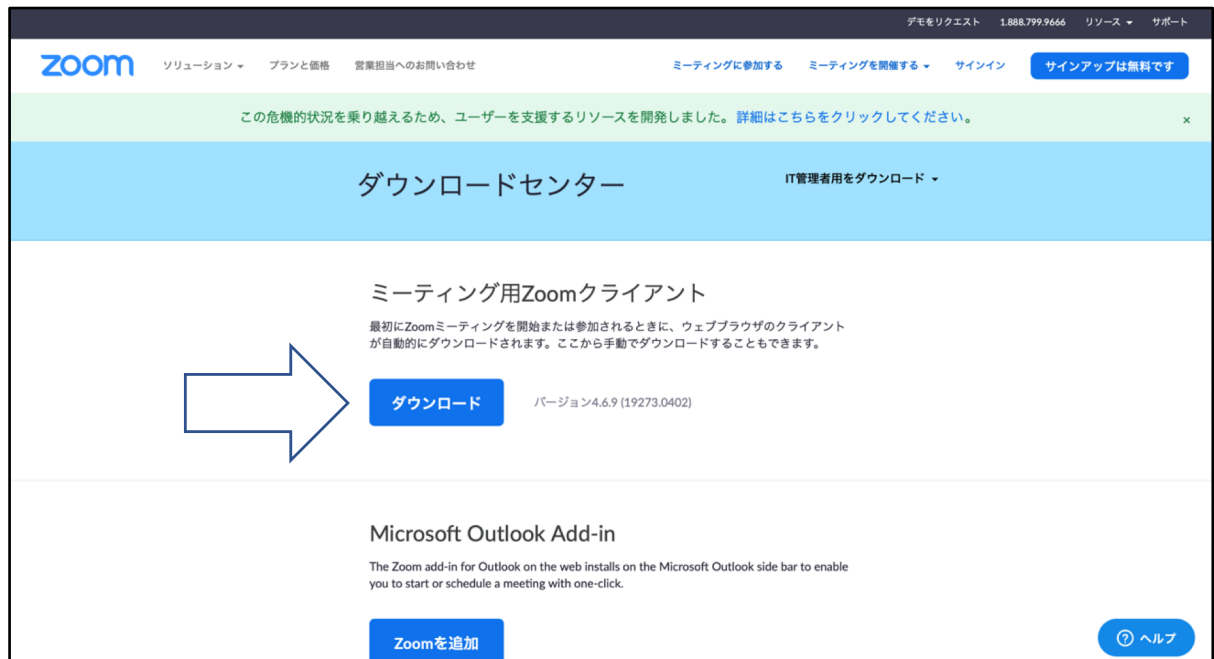 デモをリクエスト 1.888.799.9666 リソース サポート
zoom ソリューション プランと価格 営業担当へのお問い合わせ ミーティングに参加する ミーティングを開催する サインイン サインアップは無料です
この危機的状況を乗り越えるため、ユーザーを支援するリソースを開発しました。詳細はこちらをクリックしてください。 ×
ダウンロードセンター IT管理者用をダウンロード
ミーティング用Zoomクライアント
最初にZoomミーティングを開始または参加されるときに、ウェブブラウザのクライアント
が自動的にダウンロードされます。ここから手動でダウンロードすることもできます。
ダウンロード バージョン4.6.9 (19273.0402)
Microsoft Outlook Add-in
The Zoom add-in for Outlook on the web installs on the Microsoft Outlook side bar to enable
you to start or schedule a meeting with one-click.
Zoomを追加 ? ヘルプ